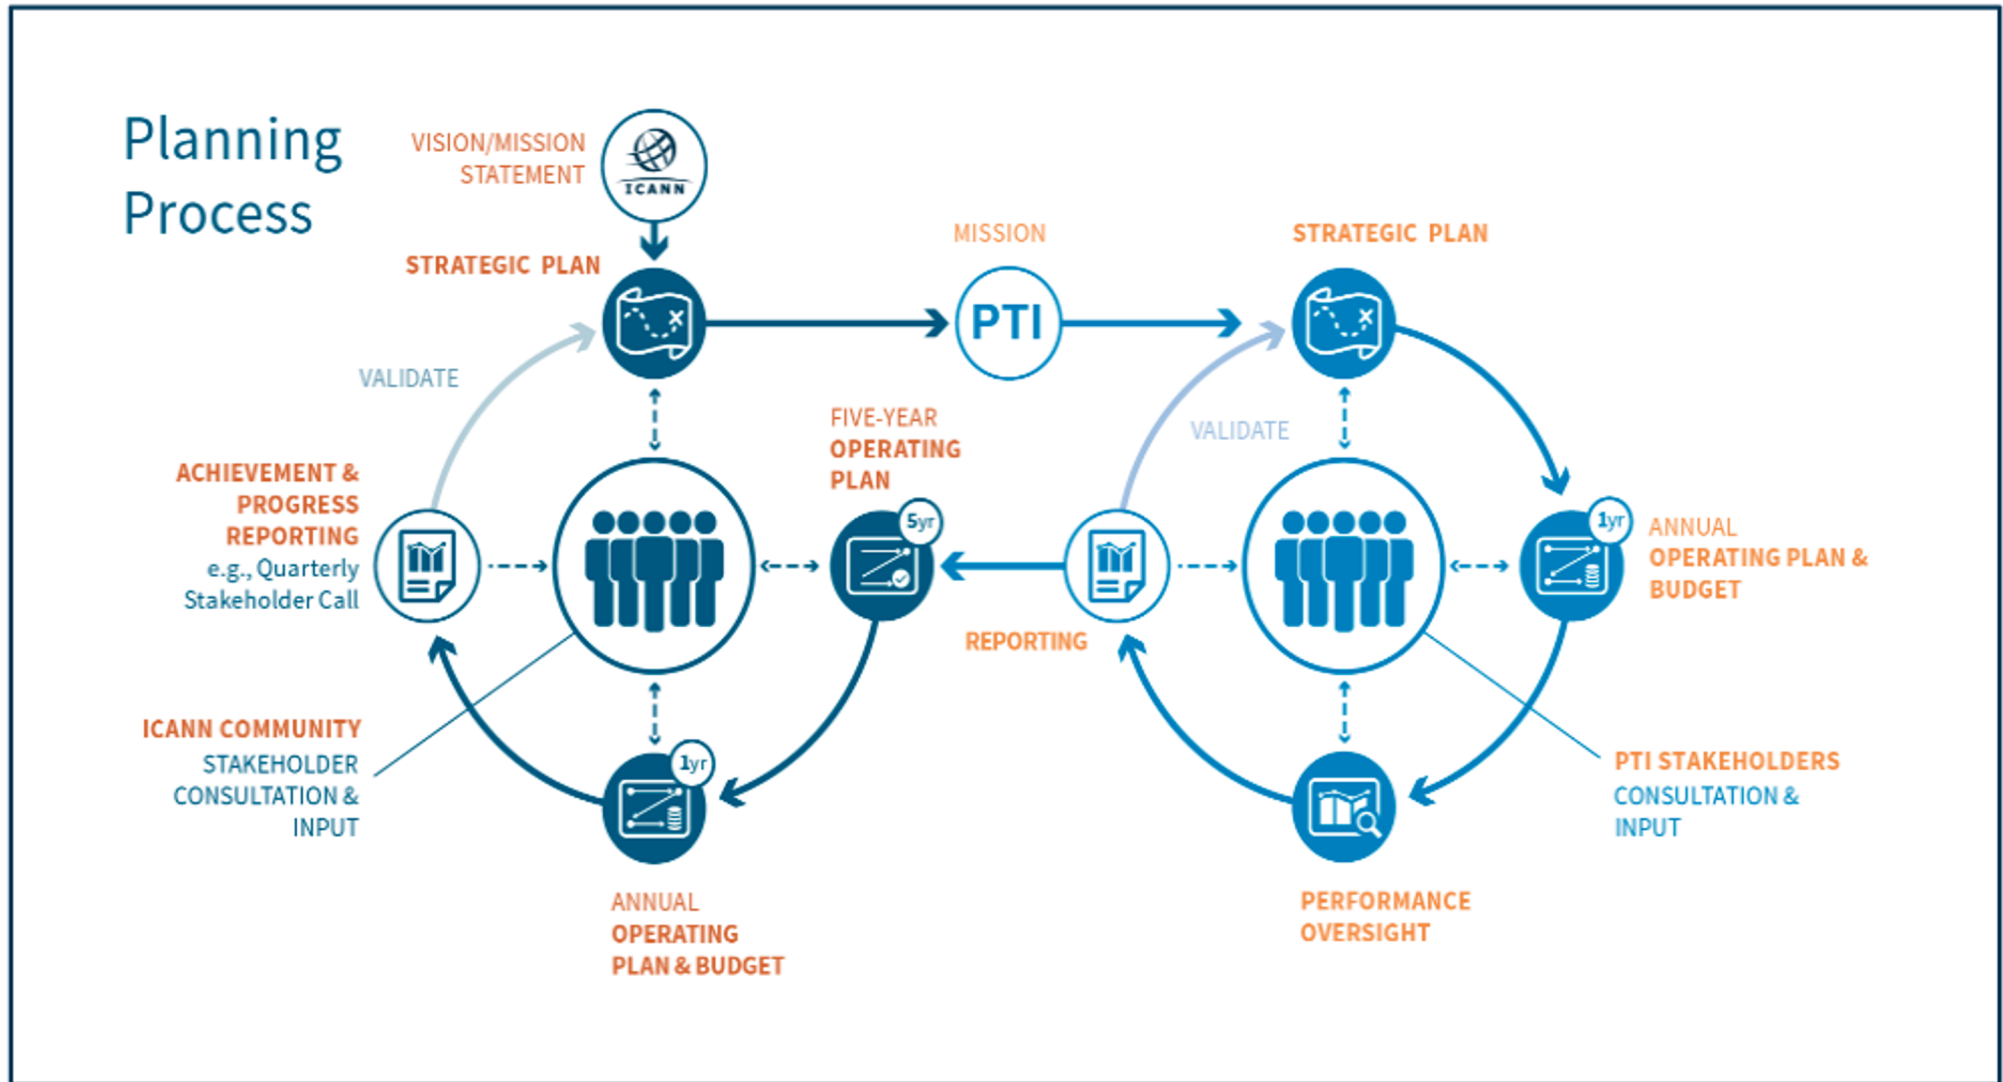 Planning
Process
VISION/MISSION
STATEMENT
ICANN
STRATEGIC PLAN
MISSION
PTI
STRATEGIC PLAN
VALIDATE
FIVE-YEAR
OPERATING
PLAN
5yr
VALIDATE
ACHIEVEMENT &
PROGRESS
REPORTING
e.g., Quarterly
Stakeholder Call
1yr
ANNUAL
OPERATING PLAN &
BUDGET
REPORTING
ICANN COMMUNITY
STAKEHOLDER
CONSULTATION &
INPUT
1yr
PTI STAKEHOLDERS
CONSULTATION &
INPUT
ANNUAL
OPERATING
PLAN & BUDGET
PERFORMANCE
OVERSIGHT